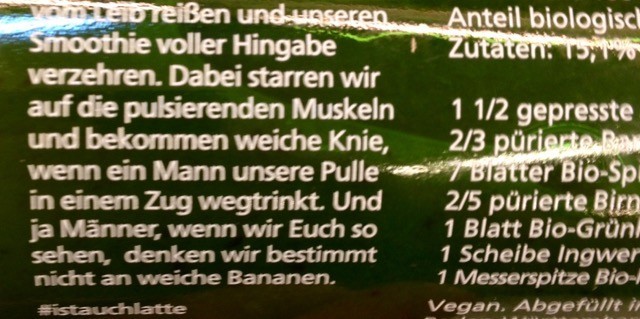 vom Leib reißen und unseren
Smoothie voller Hingabe
verzehren. Dabei starren wir
auf die pulsierenden Muskeln
und bekommen weiche Knie,
wenn ein Mann unsere Pulle
in einem Zug wegtrinkt. Und
ja Männer, wenn wir Euch so
sehen, denken wir bestimmt
nicht an weiche Bananen.
#istauchlatte
Anteil biologisc
Zutaten: 15,1%
1 1/2 gepresste
2/3 pürierte
7 Blätter Bio-Sp
2/5 pürierte Birn
1 Blatt Bio-Grünk
1 Scheibe Ingwer
1 Messerspitze Bio-
Vegan. Abgefüllt i